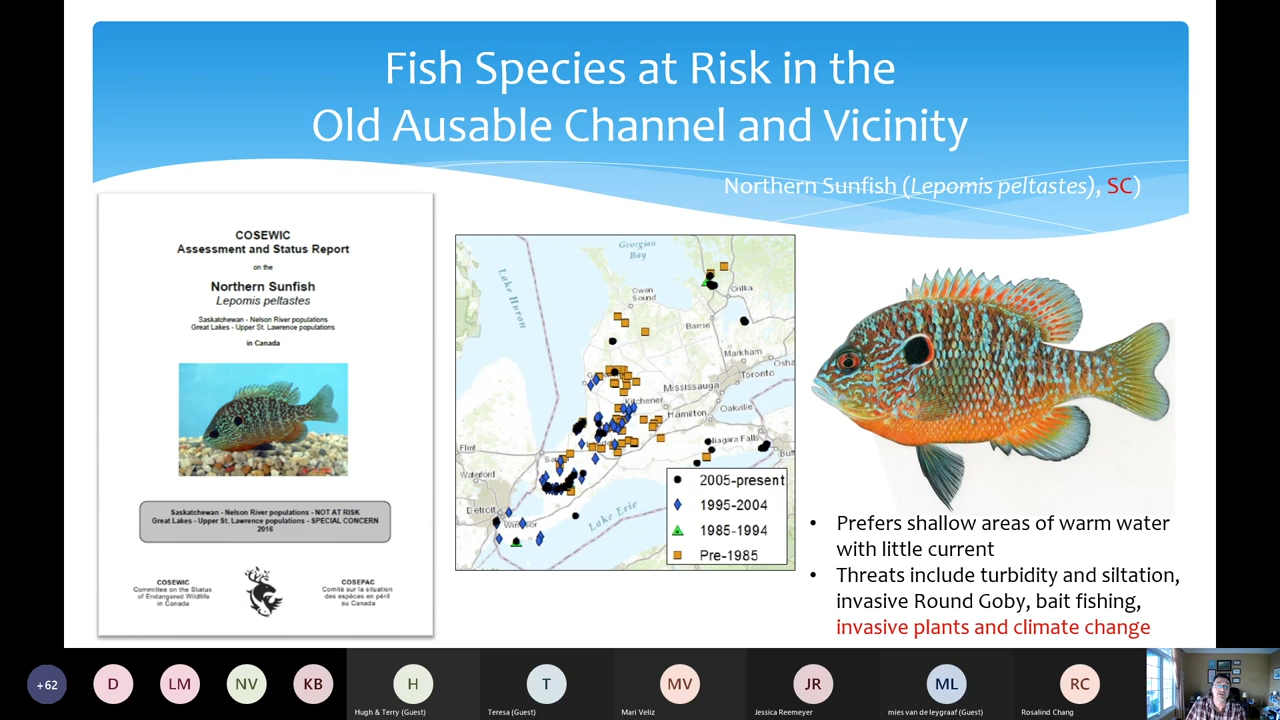 Fish Species at Risk in the
Old Ausable Channel and Vicinity
Northern Sunfish (Lepomis peltastes), SC)
COSEWIC
Assessment and Status Report
on the
Northern Sunfish
Lepomis peltastes
Saskatchewan - Nelson River populations
Great Lakes - Upper St. Lawrence populations
in Canada
Saskatchewan - Nelson River populations - NOT AT RISK
Great Lakes - Upper St. Lawrence populations - SPECIAL CONCERN
2016
COSEWIC
Committee on the Status
of Endangered Wildlife
in Canada
COSEPAC
Comité sur la situation
des espèces en péril
au Canada
Georgian
Bay
Lake Huron
Owen
Sound
Orillia
Barrie
Markham
Osha
Toronto
Mississauga
Kitchener
Oakville
Hamilton
Niagara Falls
Flint
Waterford
Detroit
Windsor
Lake Erie
2005-present
1995-2004
1985-1994
Pre-1985
• Prefers shallow areas of warm water
with little current
• Threats include turbidity and siltation,
invasive Round Goby, bait fishing,
invasive plants and climate change
+62
D
LM
NV
KB
H
Hugh & Terry (Guest)
T
Teresa (Guest)
MV
Mari Veliz
JR
Jessica Reemeyer
ML
mies van de leygraaf (Guest)
RC
Rosalind Chang